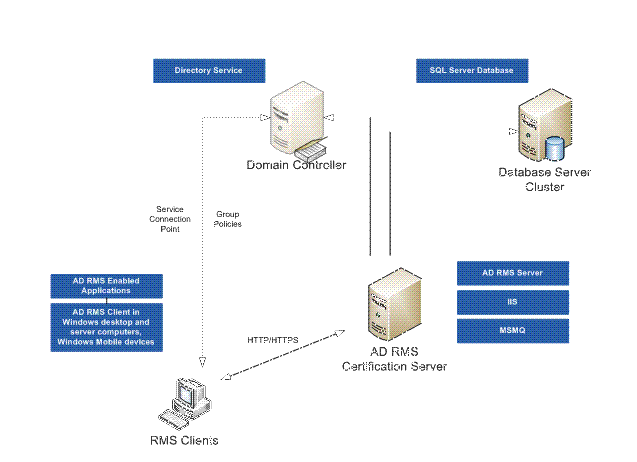 Directory Service
SQL Server Database
Domain Controller
Database Server
Cluster
Service
Connection
Point
Group
Policies
AD RMS Enabled
Applications
AD RMS Client in
Windows desktop and
server computers,
Windows Mobile devices
AD RMS Server
IIS
MSMQ
HTTP/HTTPS
AD RMS
Certification Server
RMS Clients